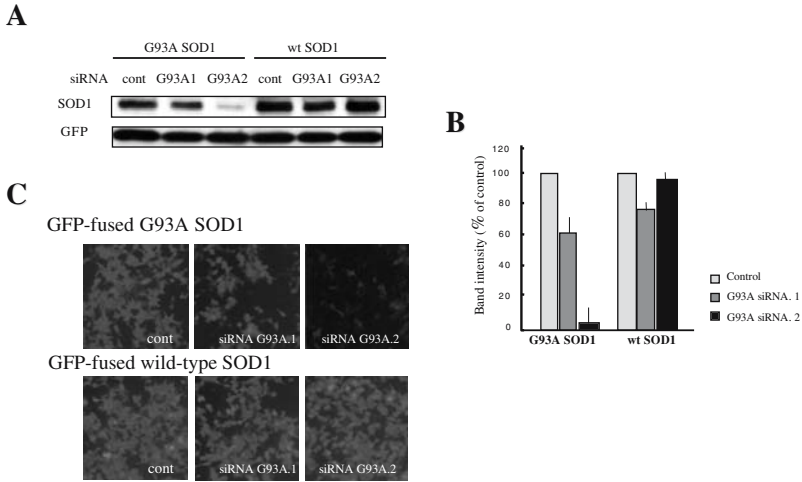 A
G93A SOD1 wt SOD1
siRNA cont G93A1 G93A2 cont G93A1 G93A2
SOD1
GFP
B
Band intensity (% of control)
120
100
80
60
40
20
0
G93A SOD1 wt SOD1
Control
G93A siRNA. 1
G93A siRNA. 2
C
GFP-fused G93A SOD1
cont siRNA G93A.1 siRNA G93A.2
GFP-fused wild-type SOD1
cont siRNA G93A.1 siRNA G93A.2